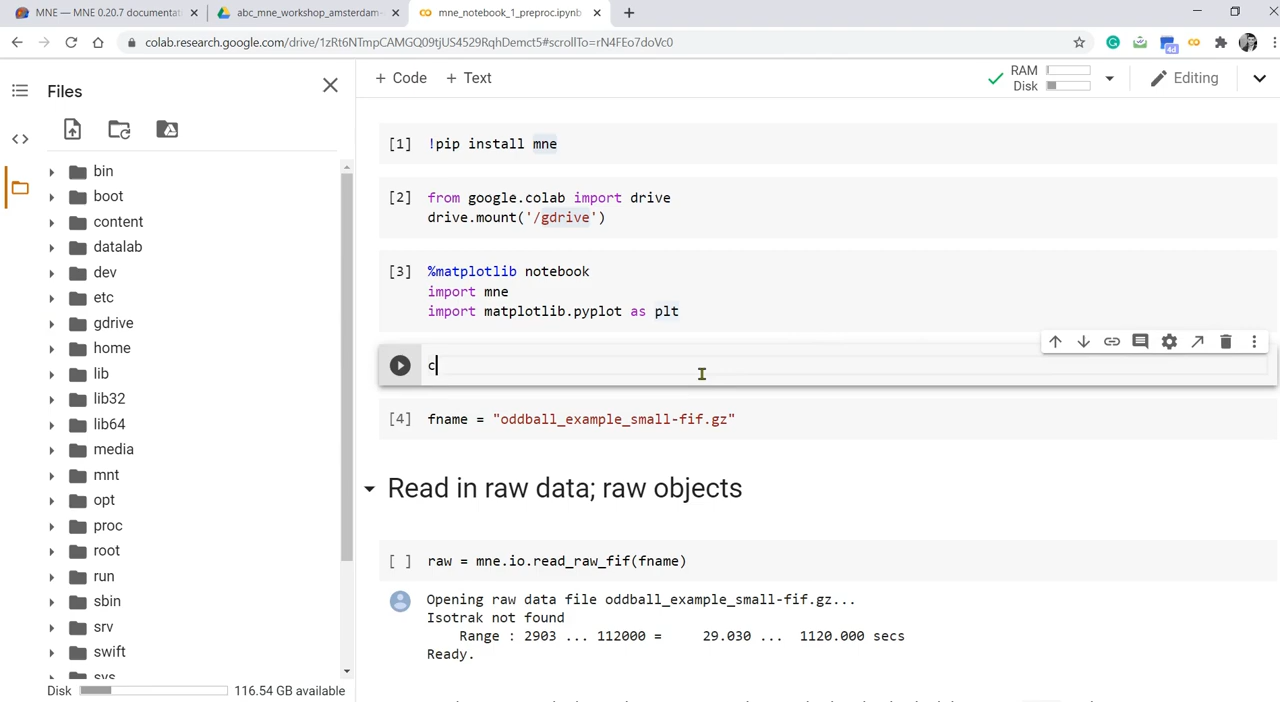 MNE — MNE 0.20.7 documentat
abc_mne_workshop_amsterdam-
mne_notebook_1_preproc.ipynb
colab.research.google.com/drive/1zRt6NTmpCAMGQ09tjUS4529RqhDemct5#scrollTo=rN4FEo7doVc0
4d
Files
+ Code + Text
RAM
Disk
Editing
bin
boot
content
datalab
dev
etc
gdrive
home
lib
lib32
lib64
media
mnt
opt
proc
root
run
sbin
srv
swift
sys
Disk 116.54 GB available
[1] !pip install mne
[2] from google.colab import drive
drive.mount('/gdrive')
[3] %matplotlib notebook
import mne
import matplotlib.pyplot as plt
c
[4] fname = "oddball_example_small-fif.gz"
Read in raw data; raw objects
[ ] raw = mne.io.read_raw_fif(fname)
Opening raw data file oddball_example_small-fif.gz...
Isotrak not found
Range : 2903 ... 112000 = 29.030 ... 1120.000 secs
Ready.